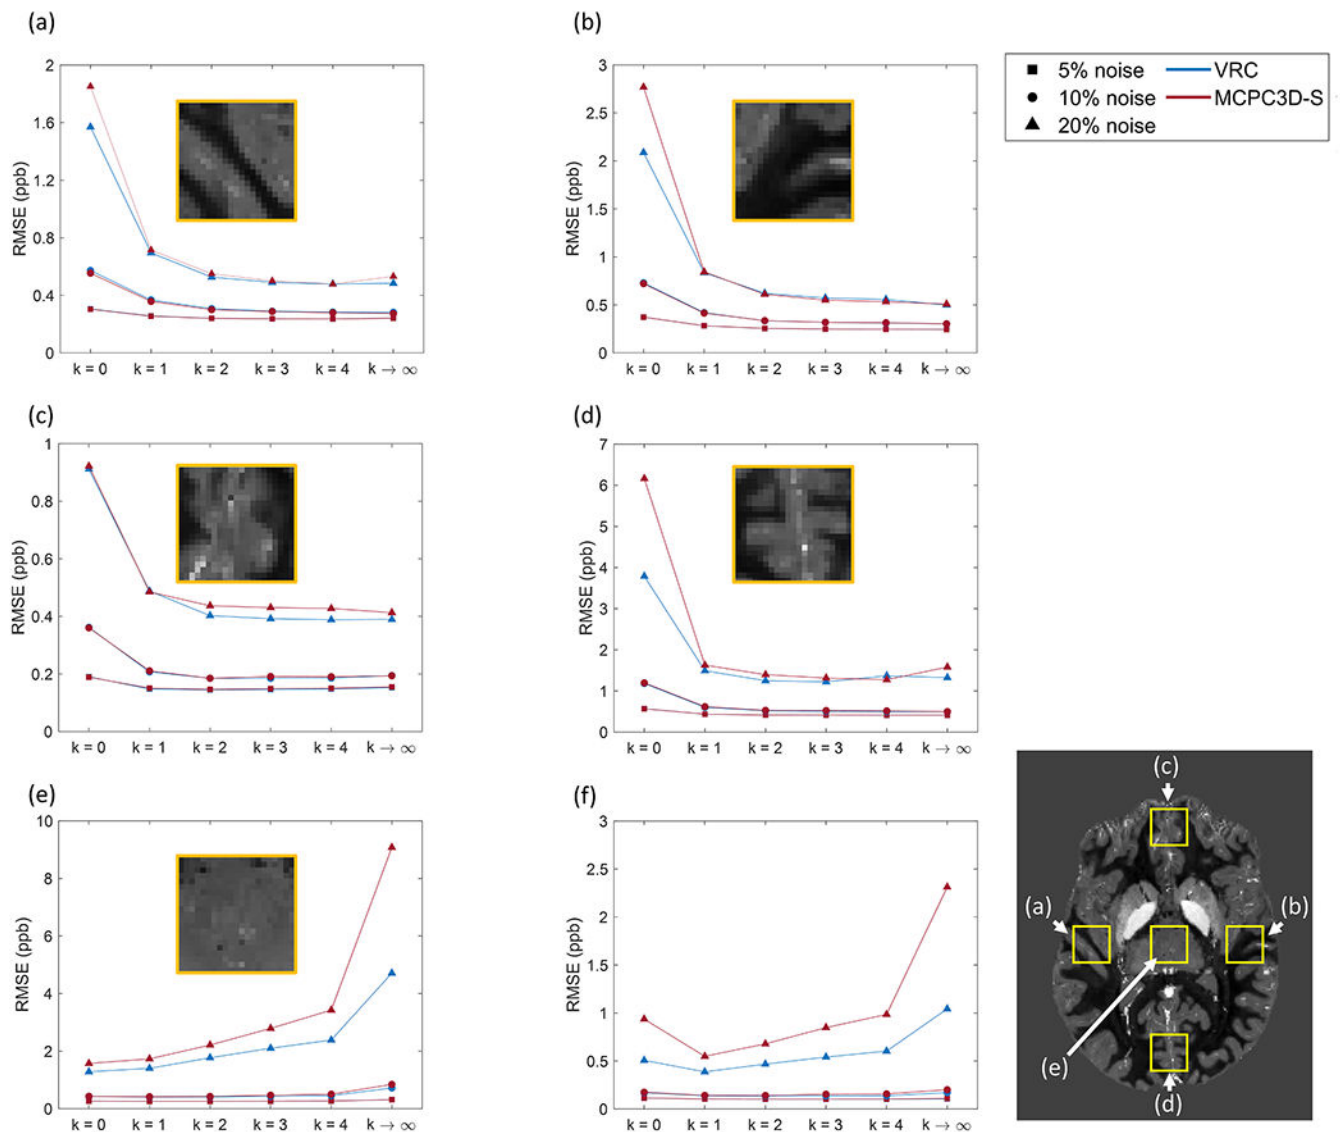 (a)
RMSE (ppb)
2
1.6
1.2
0.8
0.4
0
k = 0 k = 1 k = 2 k = 3 k = 4 k → ∞
(b)
RMSE (ppb)
3
2.5
2
1.5
1
0.5
0
k = 0 k = 1 k = 2 k = 3 k = 4 k → ∞
5% noise VRC
10% noise MCPC3D-S
20% noise
(c)
RMSE (ppb)
1
0.8
0.6
0.4
0.2
0
k = 0 k = 1 k = 2 k = 3 k = 4 k → ∞
(d)
RMSE (ppb)
7
6
5
4
3
2
1
0
k = 0 k = 1 k = 2 k = 3 k = 4 k → ∞
(e)
RMSE (ppb)
10
8
6
4
2
0
k = 0 k = 1 k = 2 k = 3 k = 4 k → ∞
(f)
RMSE (ppb)
3
2.5
2
1.5
1
0.5
0
k = 0 k = 1 k = 2 k = 3 k = 4 k → ∞
(c)
(a) (b)
(e)
(d)